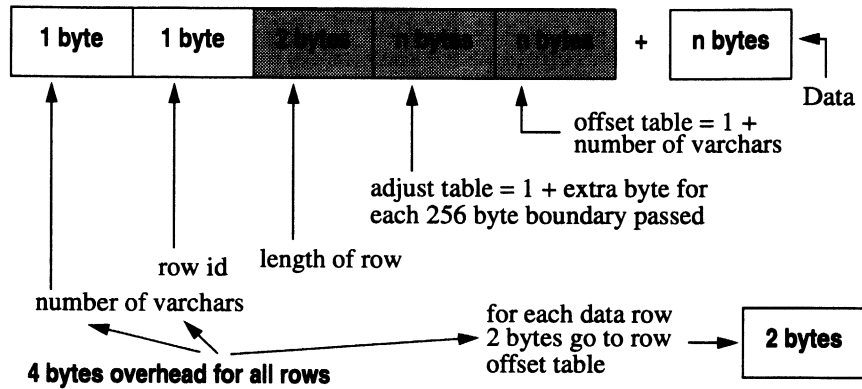 1 byte 1 byte 2 bytes n bytes n bytes + n bytes
Data
offset table = 1 +
number of varchars
adjust table = 1 + extra byte for
each 256 byte boundary passed
length of row
row id
number of varchars
for each data row
2 bytes go to row
offset table
2 bytes
4 bytes overhead for all rows